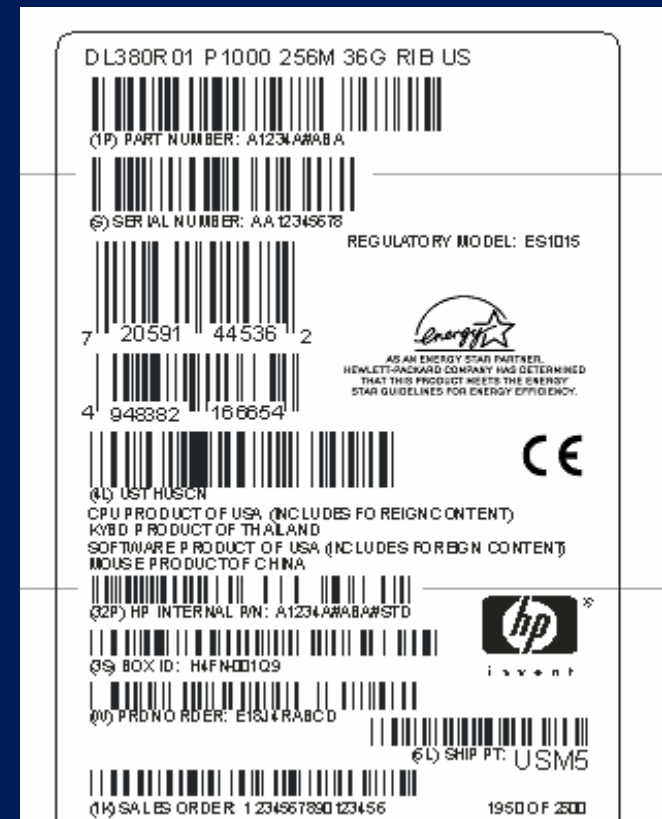 DL380R01 P1000 256M 36G RIB US
(1P) PART NUMBER: A1234A#ABA
(S) SERIAL NUMBER: AA12345678
REGULATORY MODEL: ES1015
7 20591 44536 2
energy
AS AN ENERGY STAR PARTNER,
HEWLETT-PACKARD COMPANY HAS DETERMINED
THAT THIS PRODUCT MEETS THE ENERGY
STAR GUIDELINES FOR ENERGY EFFICIENCY.
4 948382 166654
CE
(4L) USTHUSCN
CPU PRODUCT OF USA (INCLUDES FOREIGN CONTENT)
KYBD PRODUCT OF THAILAND
SOFTWARE PRODUCT OF USA (INCLUDES FOREIGN CONTENT)
MOUSE PRODUCT OF CHINA
(32P) HP INTERNAL P/N: A1234A#ABA#STD
hp ®
invent
(3S) BOX ID: H4FN-001Q9
(W) PRDN ORDER: E18J4RABCD
(6L) SHIP PT: USM5
(1K) SALES ORDER 1234567890123456
1950 OF 2500